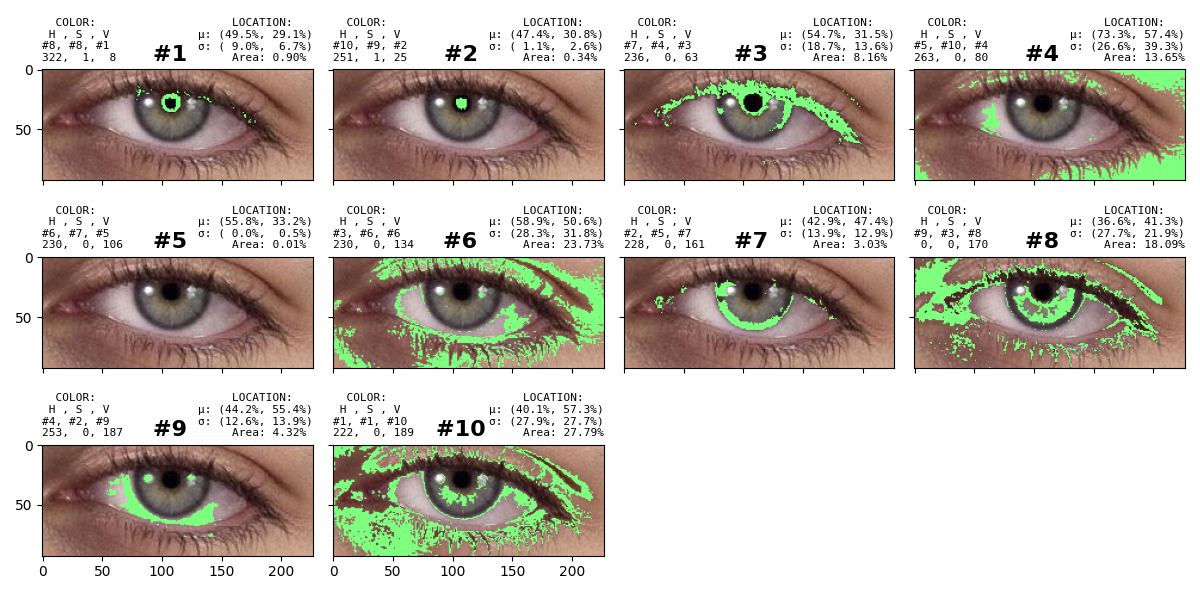 COLOR: LOCATION:
H , S , V μ: (49.5%, 29.1%)
#8, #8, #1 #1 σ: ( 9.0%,  6.7%)
322,  1,  8 Area: 0.90%
COLOR: LOCATION:
H , S , V μ: (47.4%, 30.8%)
#10, #9, #2 #2 σ: ( 1.1%,  2.6%)
251,  1, 25 Area: 0.34%
COLOR: LOCATION:
H , S , V μ: (54.7%, 31.5%)
#7, #4, #3 #3 σ: (18.7%, 13.6%)
236,  0, 63 Area: 8.16%
COLOR: LOCATION:
H , S , V μ: (73.3%, 57.4%)
#5, #10, #4 #4 σ: (26.6%, 39.3%)
263,  0, 80 Area: 13.65%
0
50
COLOR: LOCATION:
H , S , V μ: (55.8%, 33.2%)
#6, #7, #5 #5 σ: ( 0.0%,  0.5%)
230,  0, 106 Area: 0.01%
COLOR: LOCATION:
H , S , V μ: (58.9%, 50.6%)
#3, #6, #6 #6 σ: (28.3%, 31.8%)
230,  0, 134 Area: 23.73%
COLOR: LOCATION:
H , S , V μ: (42.9%, 47.4%)
#2, #5, #7 #7 σ: (13.9%, 12.9%)
228,  0, 161 Area: 3.03%
COLOR: LOCATION:
H , S , V μ: (36.6%, 41.3%)
#9, #3, #8 #8 σ: (27.7%, 21.9%)
0,  0, 170 Area: 18.09%
0
50
COLOR: LOCATION:
H , S , V μ: (44.2%, 55.4%)
#4, #2, #9 #9 σ: (12.6%, 13.9%)
253,  0, 187 Area: 4.32%
COLOR: LOCATION:
H , S , V μ: (40.1%, 57.3%)
#1, #1, #10 #10 σ: (27.9%, 27.7%)
222,  0, 189 Area: 27.79%
0
50
0 50 100 150 200
0 50 100 150 200